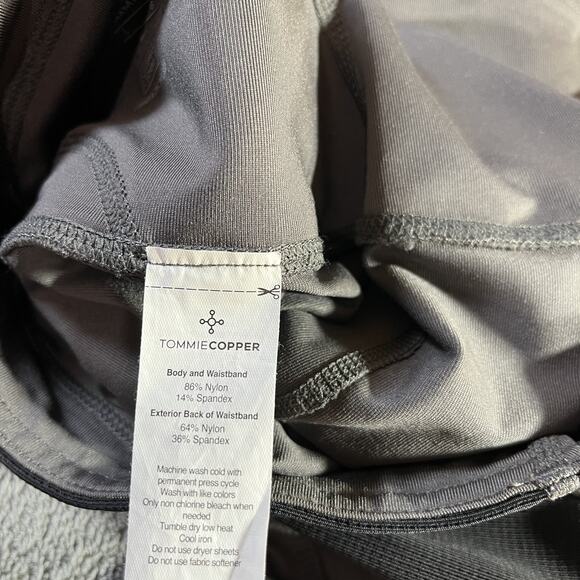 TOMMIECOPPER
Body and Waistband
86% Nylon
14% Spandex
Exterior Back of Waistband
64% Nylon
36% Spandex
Machine wash cold with
permanent press cycle
Wash with like colors
Only non chlorine bleach when
needed
Tumble dry low heat
Cool iron
Do not use dryer sheets
Do not use fabric softener